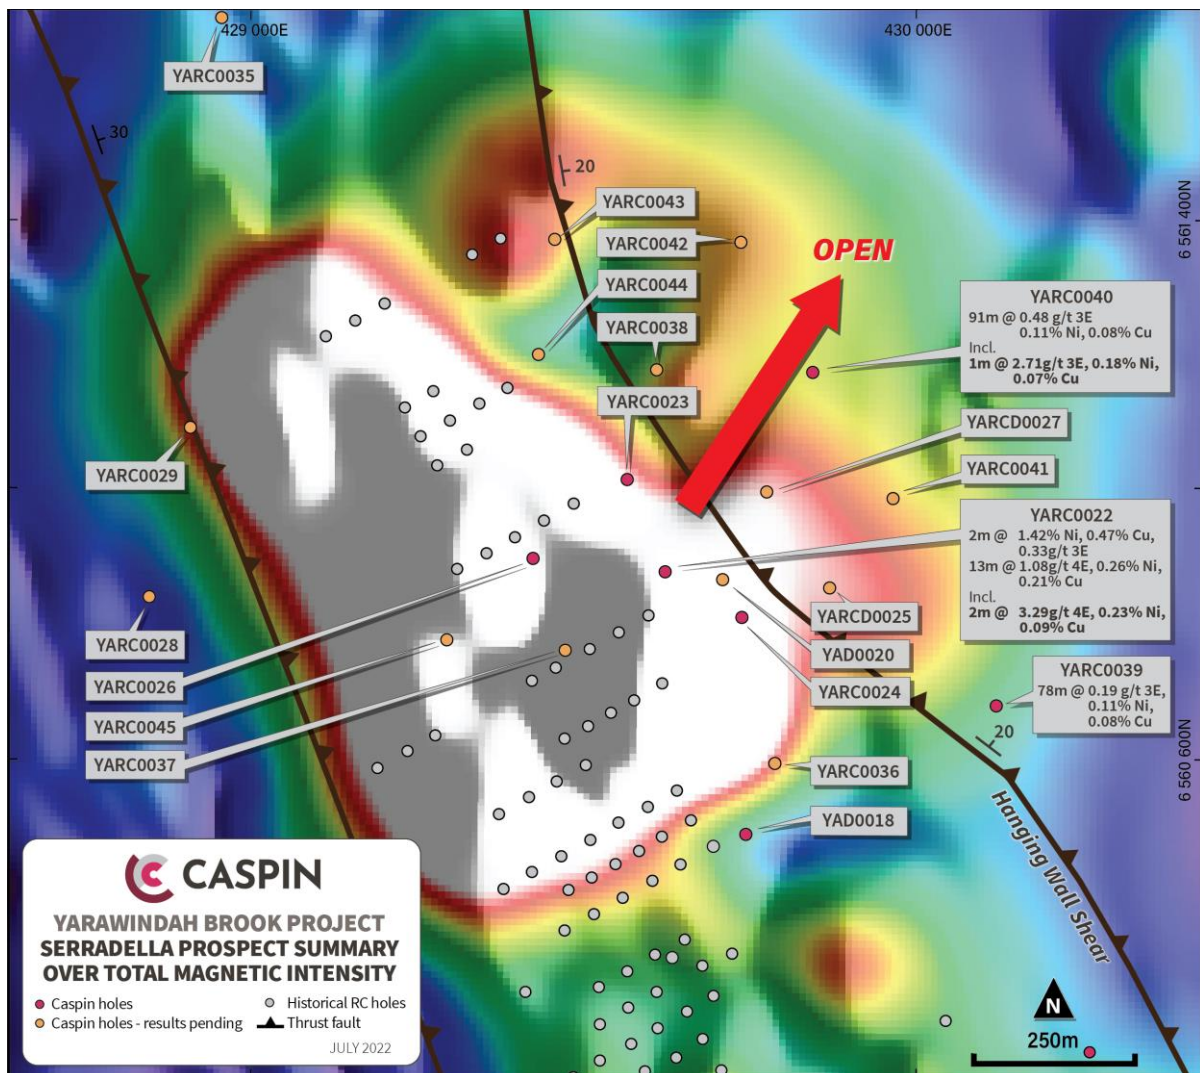 429 000E
430 000E
YARC0035
30
20
6 561 400N
YARC0043
YARC0042
OPEN
YARC0044
YARC0040
91m @ 0.48 g/t 3E
0.11% Ni, 0.08% Cu
Incl.
1m @ 2.71g/t 3E, 0.18% Ni,
0.07% Cu
YARC0038
YARC0023
YARCD0027
YARC0029
YARC0041
YARC0022
2m @ 1.42% Ni, 0.47% Cu,
0.33g/t 3E
13m @ 1.08g/t 4E, 0.26% Ni,
0.21% Cu
Incl.
2m @ 3.29g/t 4E, 0.23% Ni,
0.09% Cu
YARCD0025
YARC0028
YAD0020
YARC0026
YARC0024
YARC0039
78m @ 0.19 g/t 3E,
0.11% Ni,
0.08% Cu
YARC0045
20
YARC0037
YARC0036
6 560 600N
YAD0018
Hanging Wall Shear
CASPIN
YARAWINDAH BROOK PROJECT
SERRADELLA PROSPECT SUMMARY
OVER TOTAL MAGNETIC INTENSITY
Caspin holes
Historical RC holes
Caspin holes - results pending
Thrust fault
JULY 2022
N
250m